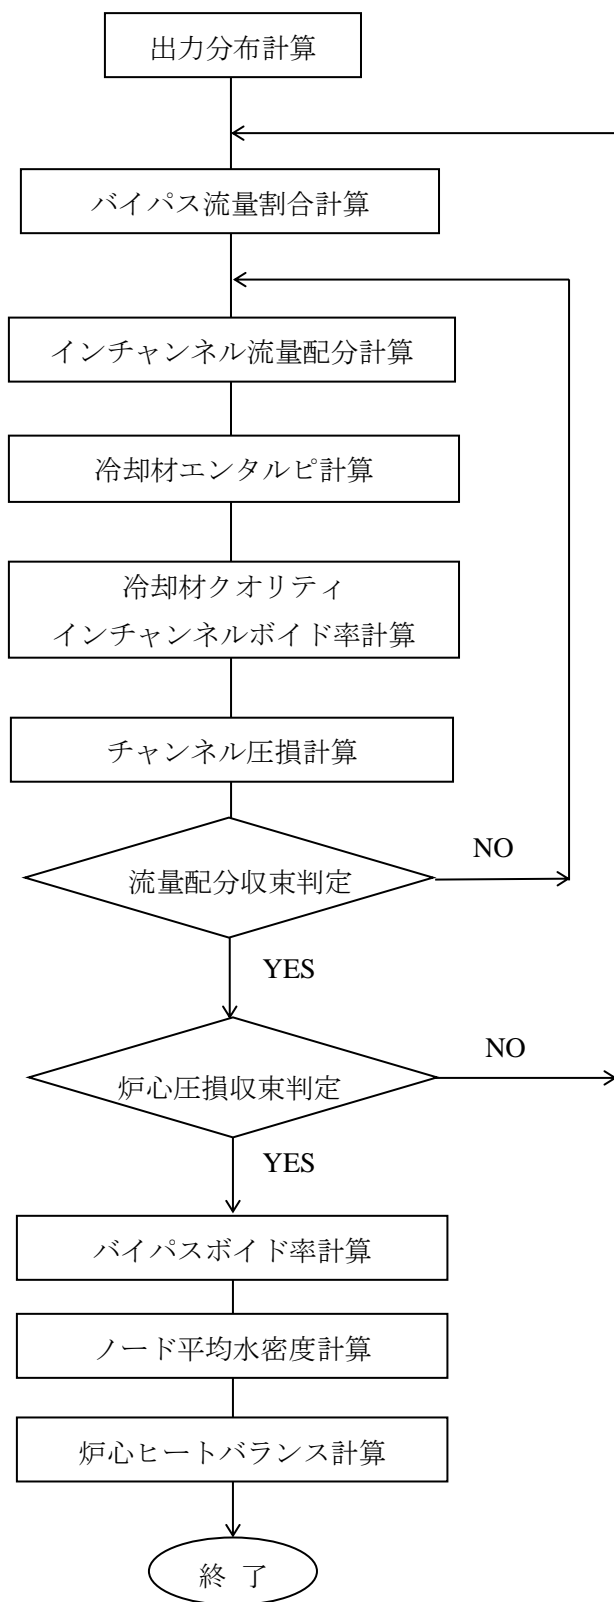 出力分布計算
バイパス流量割合計算
インチャンネル流量配分計算
冷却材エンタルピ計算
冷却材クオリティ
インチャンネルボイド率計算
チャンネル圧損計算
流量配分収束判定
NO
YES
炉心圧損収束判定
NO
YES
バイパスボイド率計算
ノード平均水密度計算
炉心ヒートバランス計算
終 了